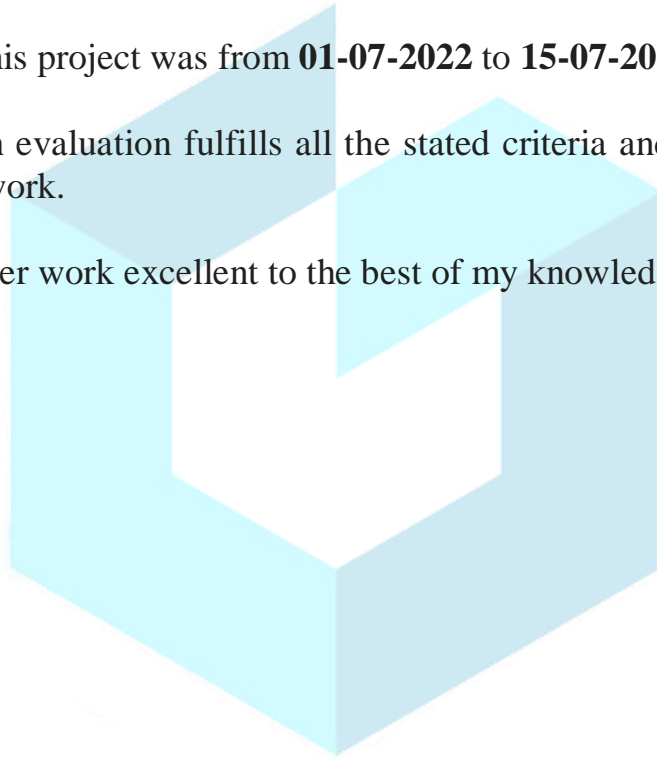 his project was from 01-07-2022 to 15-07-20
evaluation fulfills all the stated criteria and
work.
er work excellent to the best of my knowled